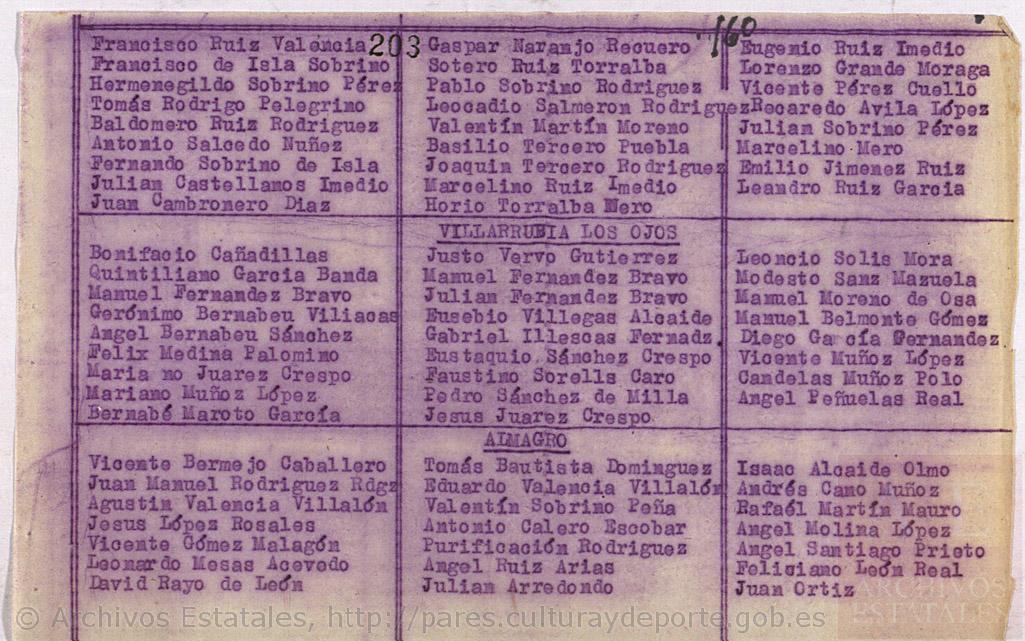 203
160
Francisco Ruiz Valencia
Francisco de Isla Sobrino
Hermenegildo Sobrino Pérez
Tomás Rodrigo Pelegrino
Baldomero Ruiz Rodriguez
Antonio Salcedo Nuñez
Fernando Sobrino de Isla
Julian Castellanos Imedio
Juan Cambronero Diaz
Gaspar Naranjo Recuero
Sotero Ruiz Torralba
Pablo Sobrino Rodriguez
Leocadio Salmeron Rodriguez
Valentín Martín Moreno
Basilio Tercero Puebla
Joaquin Tercero Rodriguez
Marcelino Ruiz Imedio
Horio Torralba Nero
Eugenio Ruiz Imedio
Lorenzo Grande Moraga
Vicente Pérez Cuello
Recaredo Avila López
Julian Sobrino Pérez
Marcelino Mero
Emilio Jimenez Ruiz
Leandro Ruiz Garcia
VILLARRUBIA LOS OJOS
Bonifacio Cañadillas
Quintiliano Garcia Banda
Manuel Fernandez Bravo
Gerónimo Bernabeu Viliacas
Angel Bernabeu Sánchez
Felix Medina Palomino
Maria no Juarez Crespo
Mariano Muñoz López
Bernabé Maroto García
Justo Vervo Gutierrez
Manuel Fernandez Bravo
Julian Fernandez Bravo
Eusebio Villegas Alcaide
Gabriel Illescas Fernadz.
Eustaquio Sánchez Crespo
Faustino Sorells Caro
Pedro Sánchez de Milla
Jesus Juarez Crespo
Leoncio Solis Mora
Modesto Sanz Mazuela
Manuel Moreno de Osa
Manuel Belmonte Gómez
Diego García Fernandez
Vicente Muñoz López
Candelas Muñoz Polo
Angel Peñuelas Real
ALMAGRO
Vicente Bermejo Caballero
Juan Manuel Rodriguez Rdgz
Agustin Valencia Villalón
Jesus López Rosales
Vicente Gómez Malagón
Leonardo Mesas Acevedo
David Rayo de León
Tomás Bautista Dominguez
Eduardo Valencia Villalón
Valentín Sobrino Peña
Antonio Calero Escobar
Purificación Rodriguez
Angel Ruiz Arias
Julian Arredondo
Isaac Alcaide Olmo
Andrés Cano Muñoz
Rafaél Martín Mauro
Angel Molina López
Angel Santiago Prieto
Feliciano León Real
Juan Ortiz
ARCHIVOS
ESTATALES
© Archivos Estatales, http://pares.culturaydeporte.gob.es